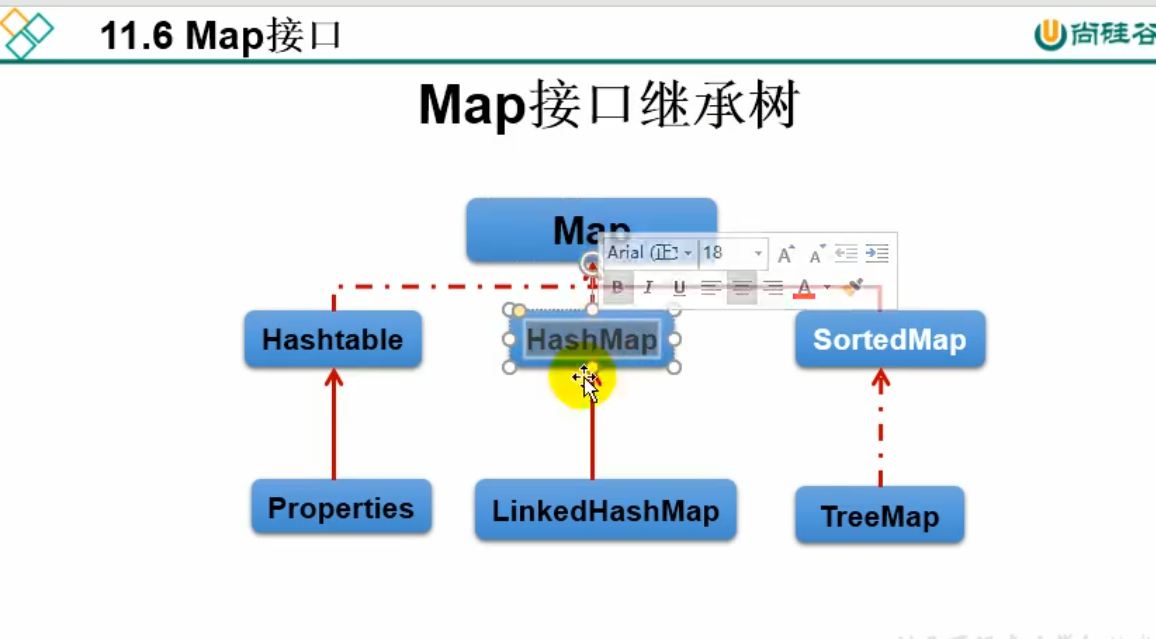 11.6 Map接口
尚硅谷
Map接口继承树
Map
Arial (正
18
B I U A
Hashtable
HashMap
SortedMap
Properties
LinkedHashMap
TreeMap